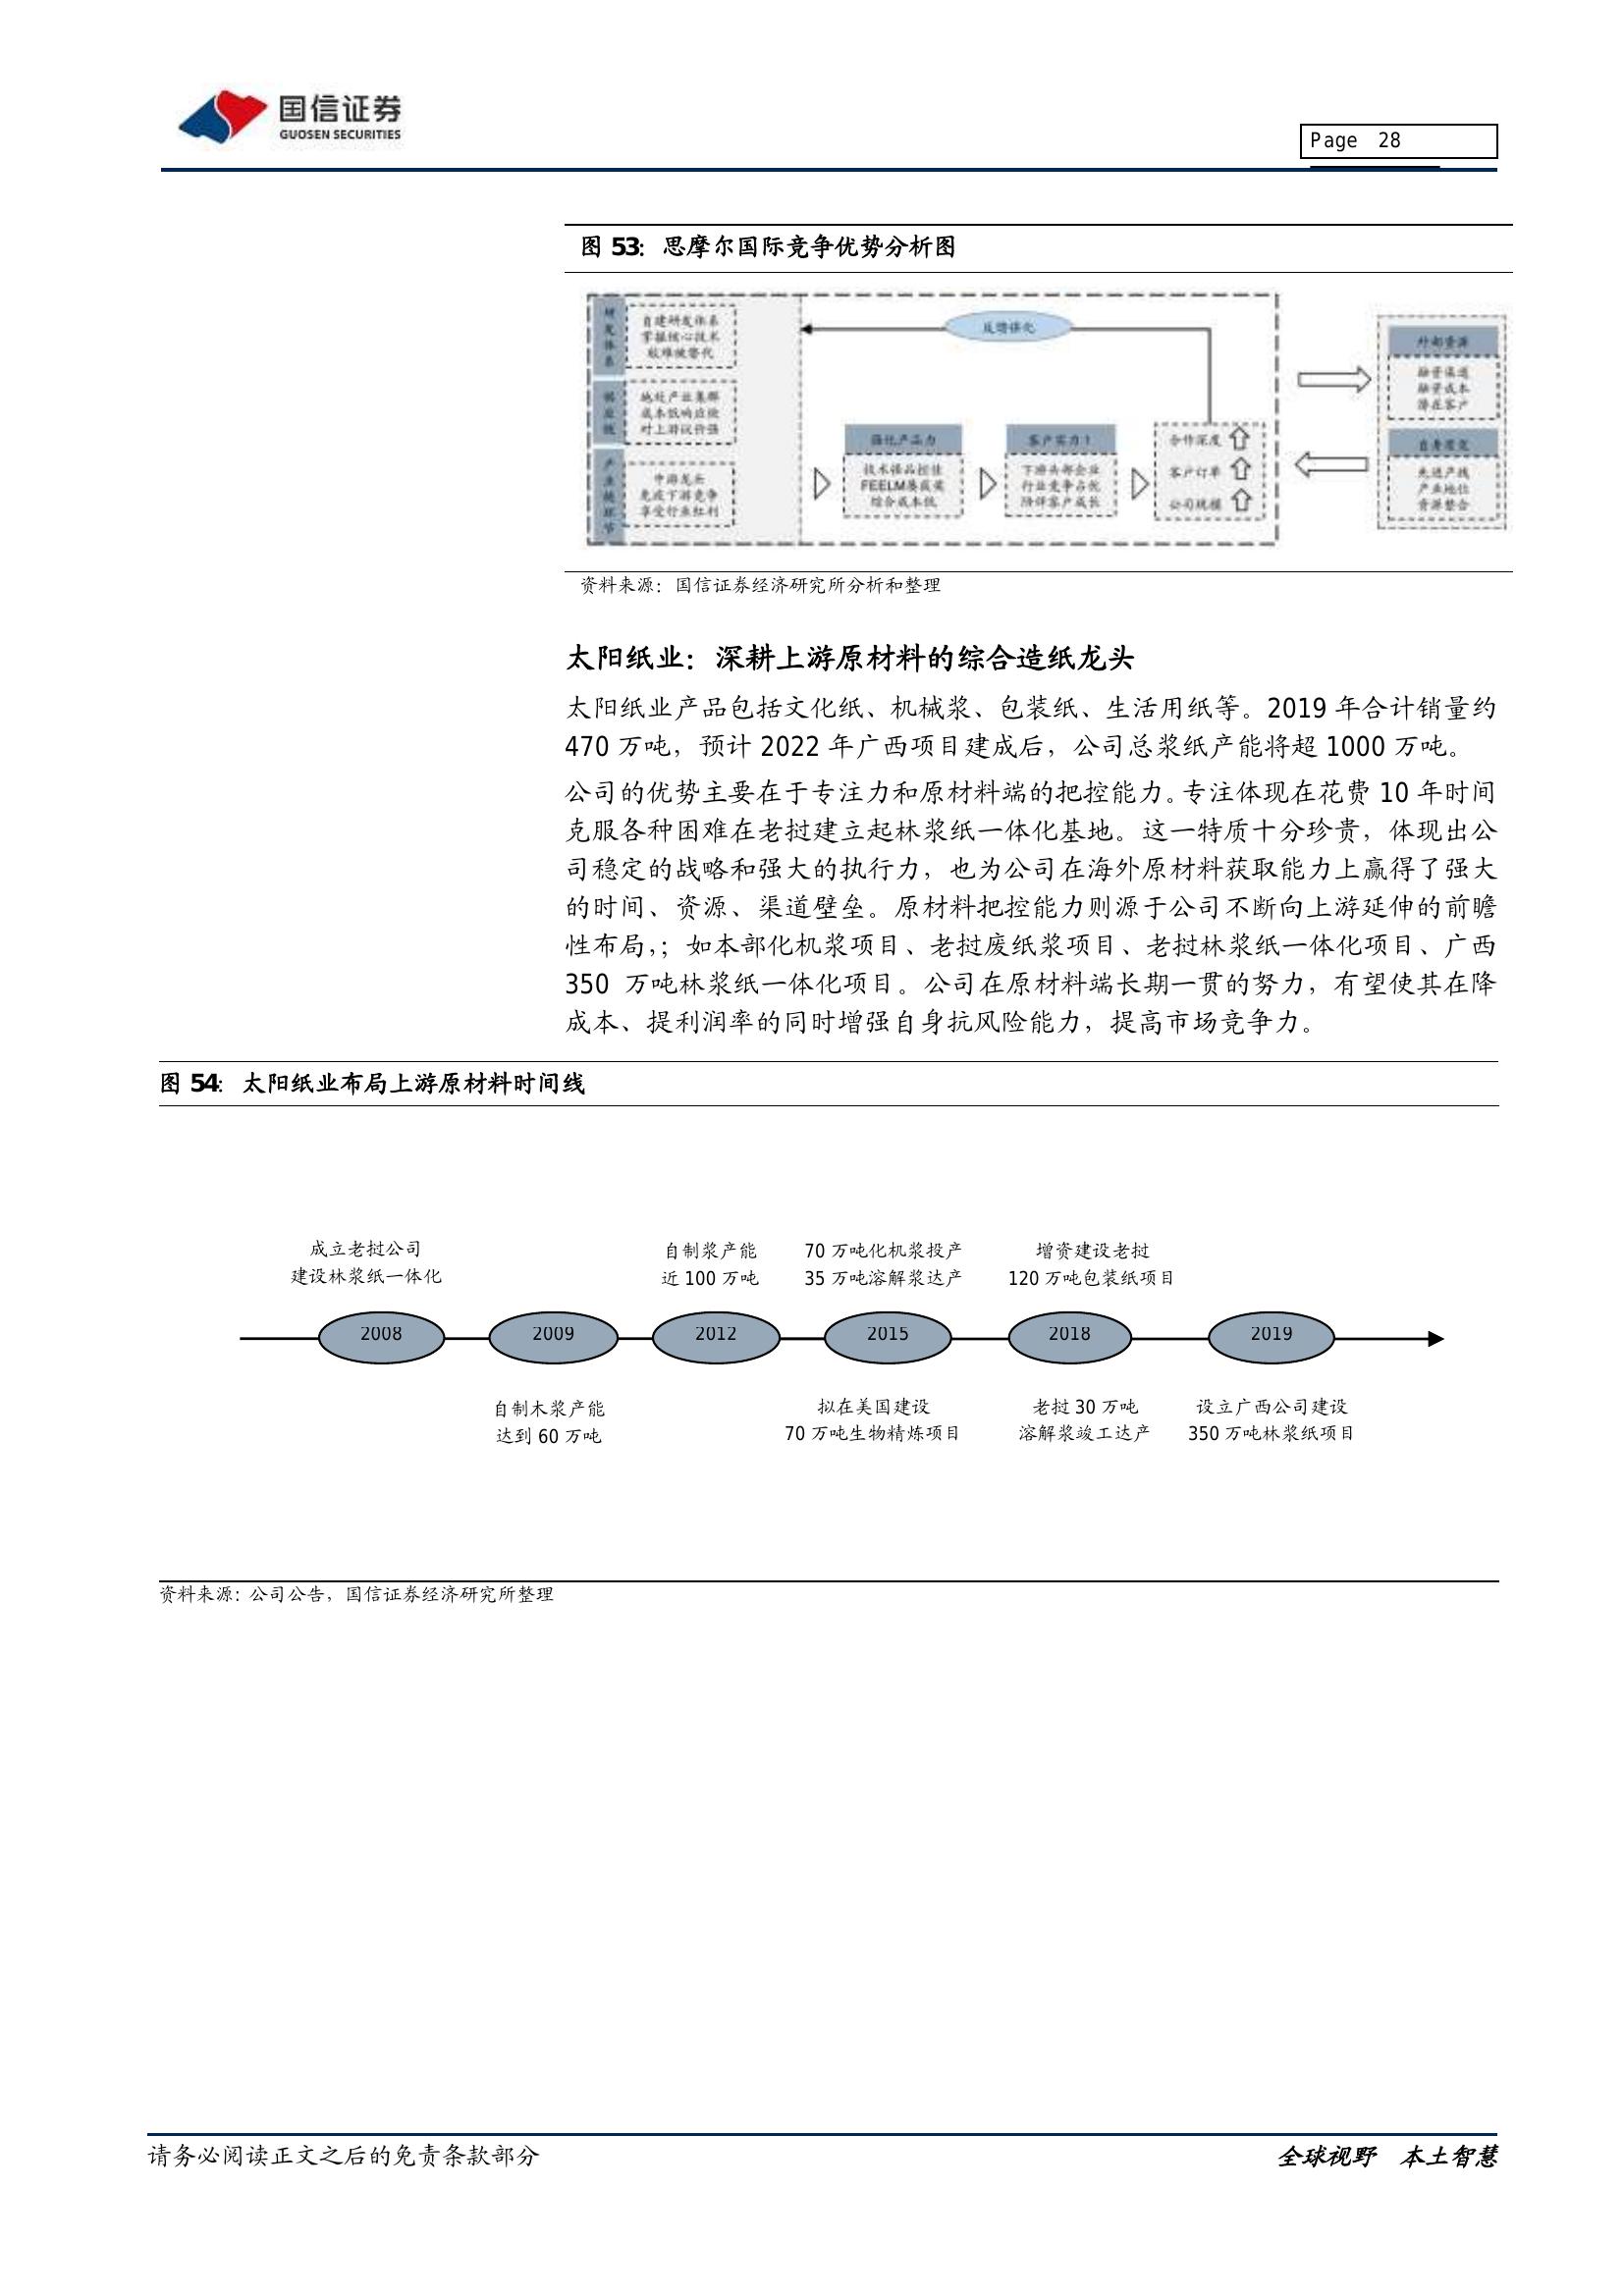 国信证券
GUOSEN SECURITIES
Page 28
图 53: 思摩尔国际竞争优势分析图
研发体系
自建研发体系
掌握核心技术
较难被替代
地处产业集群
成本低响应快
对上游议价强
产业链环节
中游龙头
免疫下游竞争
享受行业红利
强化产品力
技术强品控佳
FEELM屡获奖
综合成本低
客户实力!
下游头部企业
行业竞争占优
陪伴客户成长
合作深度
客户订单
公司规模
外部资源
融资渠道
融资成本
潜在客户
先进产线
产业地位
资源整合
资料来源：国信证券经济研究所分析和整理
太阳纸业：深耕上游原材料的综合造纸龙头
太阳纸业产品包括文化纸、机械浆、包装纸、生活用纸等。2019 年合计销量约
470 万吨，预计 2022 年广西项目建成后，公司总浆纸产能将超 1000 万吨。
公司的优势主要在于专注力和原材料端的把控能力。专注体现在花费 10 年时间
克服各种困难在老挝建立起林浆纸一体化基地。这一特质十分珍贵，体现出公
司稳定的战略和强大的执行力，也为公司在海外原材料获取能力上赢得了强大
的时间、资源、渠道壁垒。原材料把控能力则源于公司不断向上游延伸的前瞻
性布局，；如本部化机浆项目、老挝废纸浆项目、老挝林浆纸一体化项目、广西
350 万吨林浆纸一体化项目。公司在原材料端长期一贯的努力，有望使其在降
成本、提利润率的同时增强自身抗风险能力，提高市场竞争力。
图 54: 太阳纸业布局上游原材料时间线
成立老挝公司
建设林浆纸一体化
自制浆产能
近 100 万吨
70 万吨化机浆投产
35 万吨溶解浆达产
增资建设老挝
120 万吨包装纸项目
2008
2009
2012
2015
2018
2019
自制木浆产能
达到 60 万吨
拟在美国建设
70 万吨生物精炼项目
老挝 30 万吨
溶解浆竣工达产
设立广西公司建设
350 万吨林浆纸项目
资料来源：公司公告，国信证券经济研究所整理
请务必阅读正文之后的免责条款部分
全球视野 本土智慧